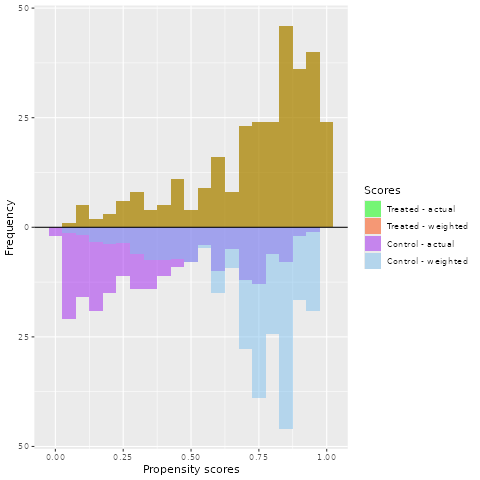 50
25
0
25
50
Frequency
0.00 0.25 0.50 0.75 1.00
Propensity scores
Scores
Treated - actual
Treated - weighted
Control - actual
Control - weighted